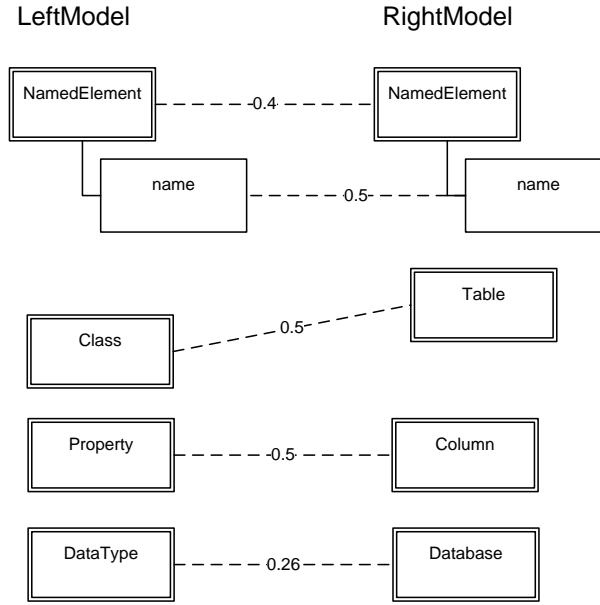 LeftModel RightModel
NamedElement 0.4 NamedElement
name 0.5 name
Table
Class 0.5
Property 0.5 Column
DataType 0.26 Database